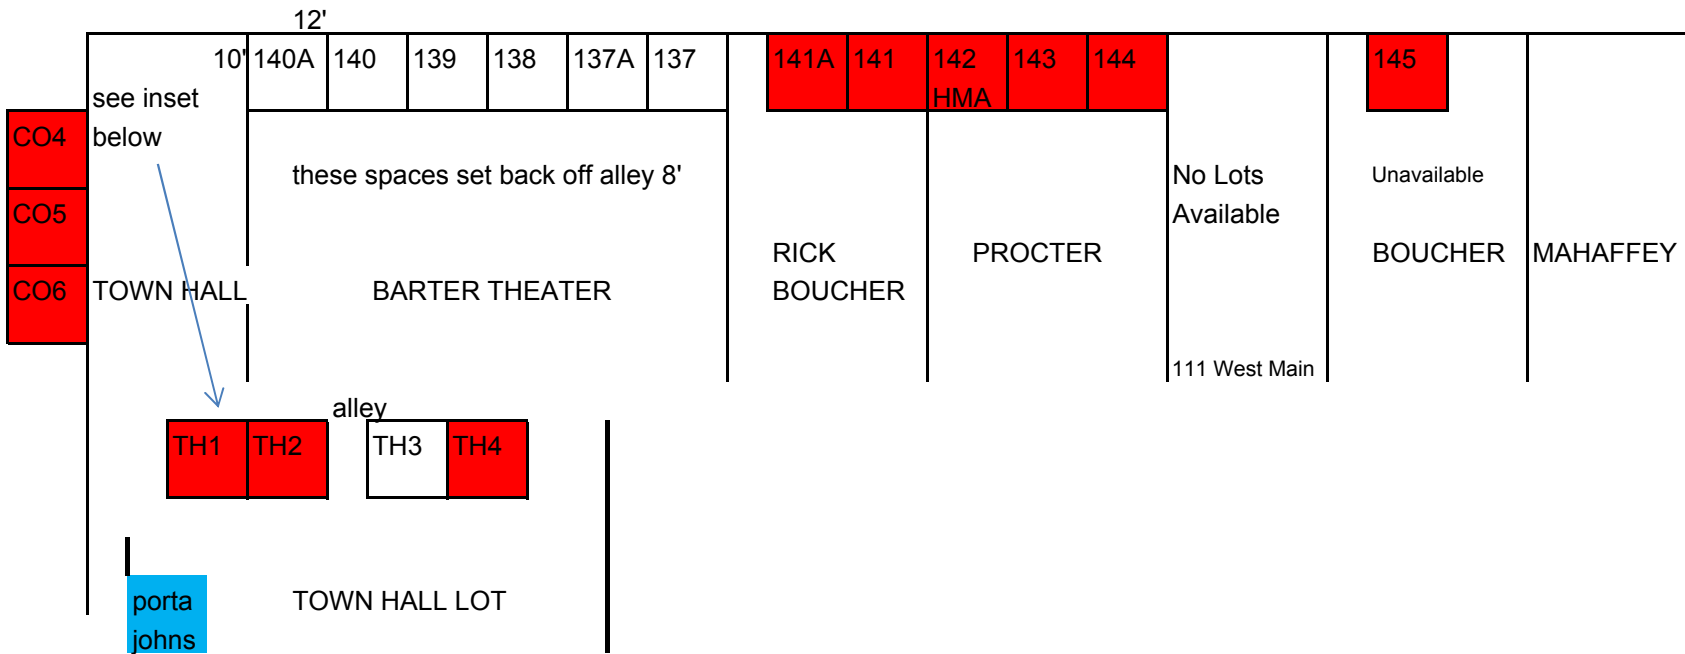 12'
10' 140A 140 139 138 137A 137 141A 141 142 143 144 145
HMA
see inset
below
CO4
these spaces set back off alley 8'
No Lots
Available
Unavailable
CO5
RICK
BOUCHER
PROCTER
BOUCHER
MAHAFFEY
CO6
TOWN HALL
BARTER THEATER
111 West Main
alley
TH1 TH2 TH3 TH4
porta
johns
TOWN HALL LOT